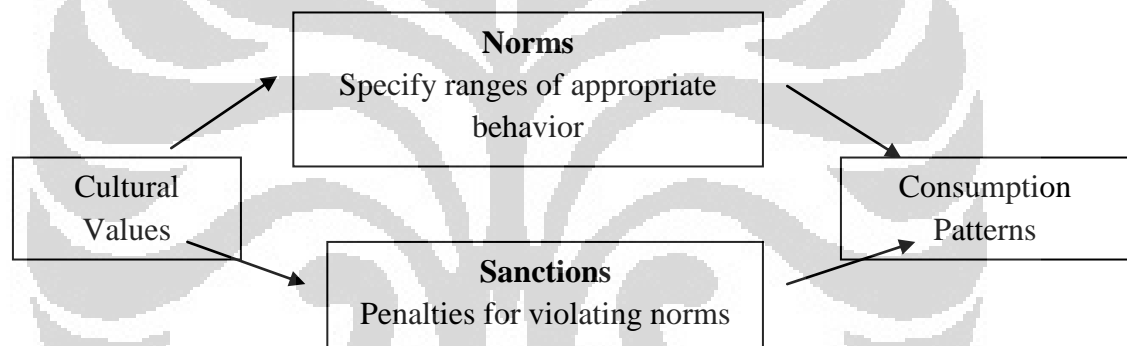 Norms
Specify ranges of appropriate
behavior
Cultural
Values
Consumption
Patterns
Sanctions
Penalties for violating norms